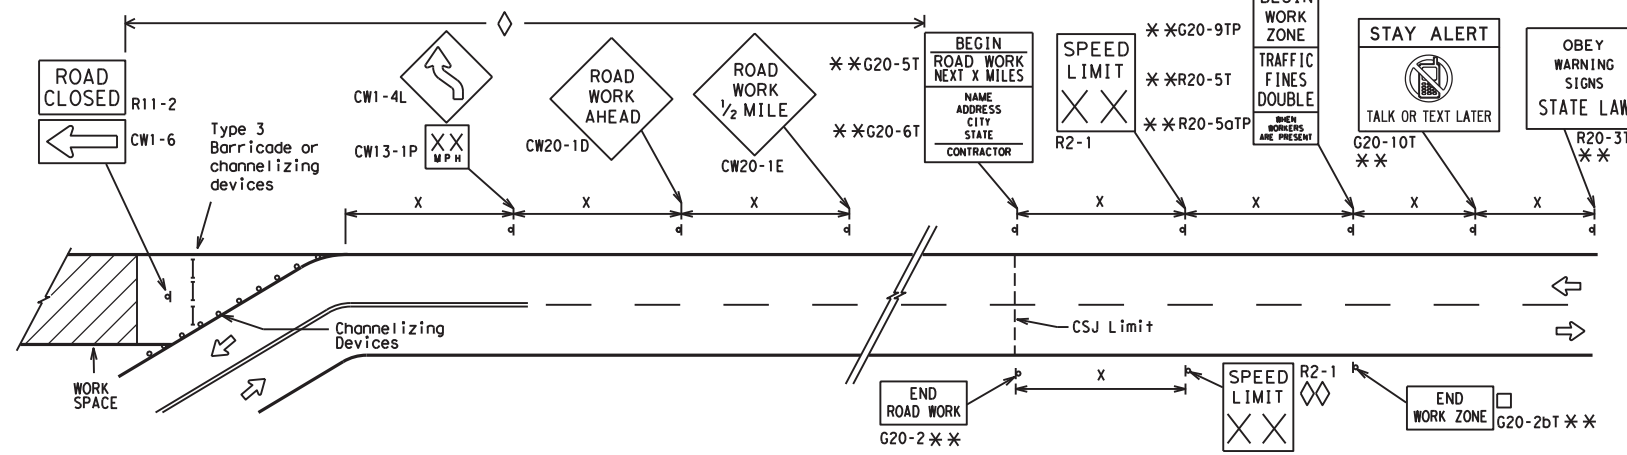 ROAD
CLOSED
R11-2
CW1-6
Type 3
Barricade or
channelizing
devices
CW1-4L
XX
MPH
CW13-1P
ROAD
WORK
AHEAD
CW20-1D
ROAD
WORK
1/2 MILE
CW20-1E
**G20-5T
**G20-6T
BEGIN
ROAD WORK
NEXT X MILES
NAME
ADDRESS
CITY
STATE
CONTRACTOR
SPEED
LIMIT
XX
R2-1
**G20-9TP
**R20-5T
**R20-5aTP
BEGIN
WORK
ZONE
TRAFFIC
FINES
DOUBLE
WHEN
WORKERS
ARE PRESENT
STAY ALERT
TALK OR TEXT LATER
G20-10T
**
OBEY
WARNING
SIGNS
STATE LAW
R20-3T
**
X
X
X
X
X
X
X
Channelizing
Devices
WORK
SPACE
CSJ Limit
X
END
ROAD WORK
G20-2**
SPEED
LIMIT
XX
R2-1
END
WORK ZONE
G20-2bT**